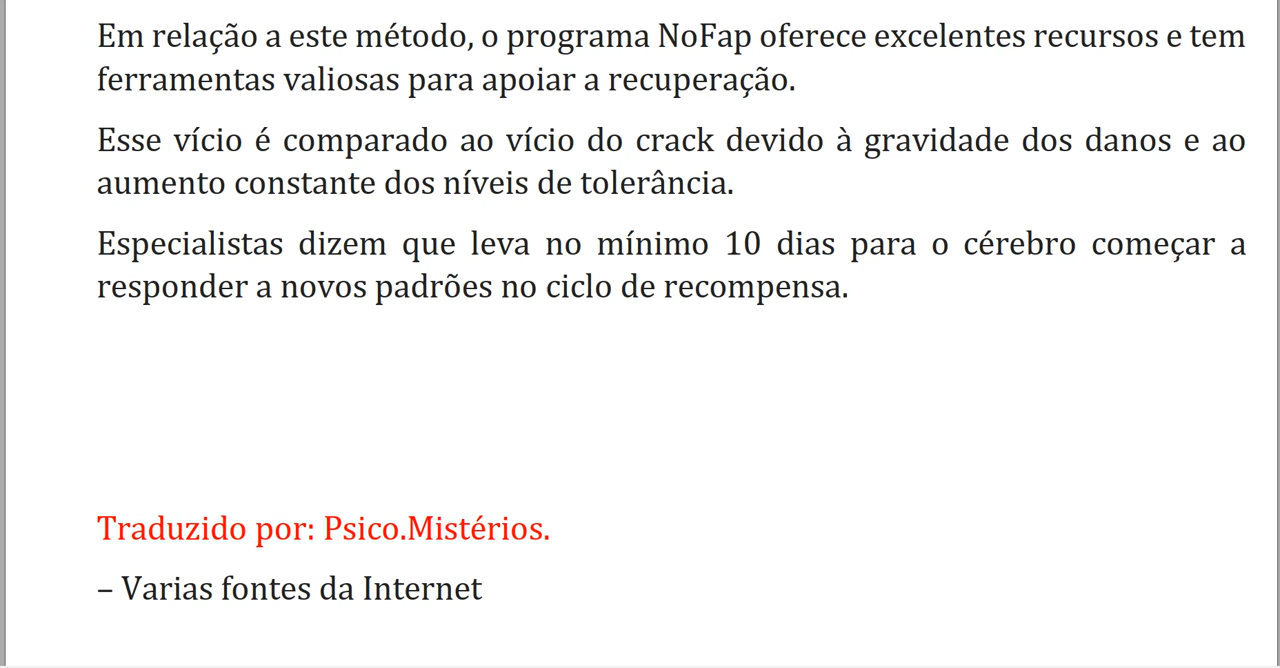 Em relação a este método, o programa NoFap oferece excelentes recursos e tem
ferramentas valiosas para apoiar a recuperação.
Esse vício é comparado ao vício do crack devido à gravidade dos danos e ao
aumento constante dos níveis de tolerância.
Especialistas dizem que leva no mínimo 10 dias para o cérebro começar a
responder a novos padrões no ciclo de recompensa.
Traduzido por: Psico.Mistérios.
– Varias fontes da Internet